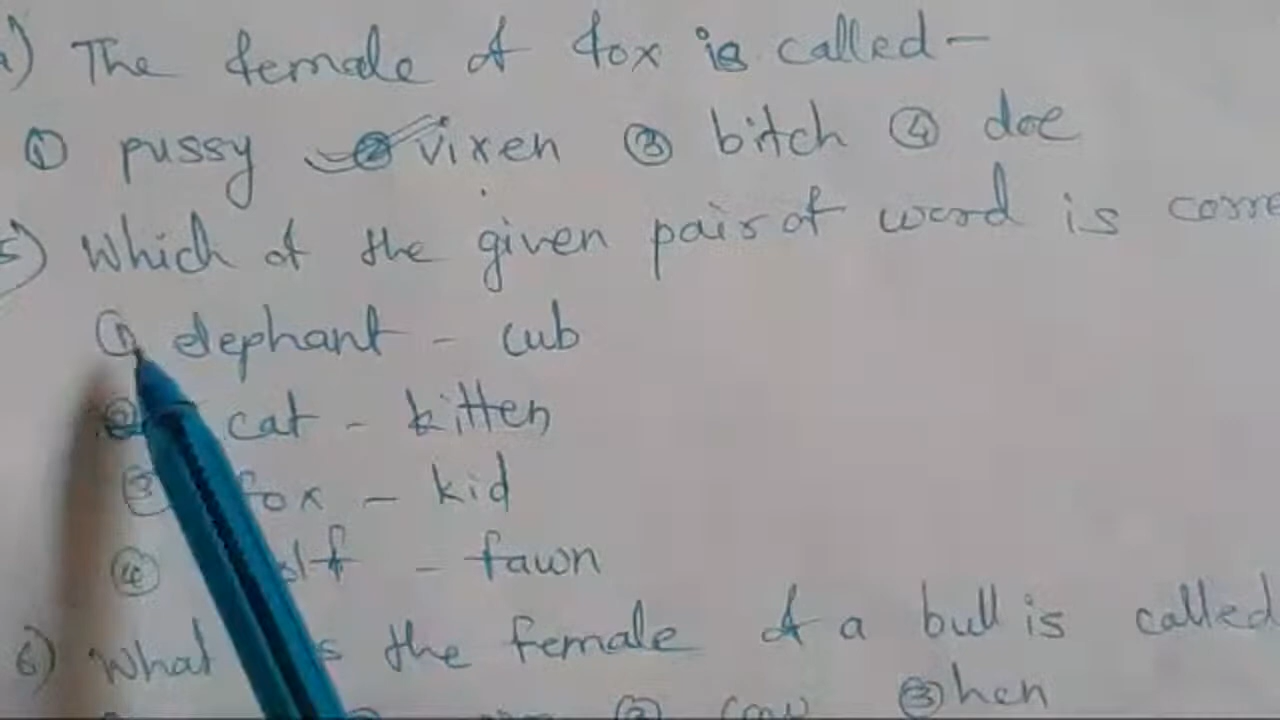 The female of fox is called -
① pussy ② vixen ③ bitch ④ doe
5) Which of the given pair of word is corre
① elephant - cub
② cat - kitten
③ fox - kid
④ - fawn
6) What the female of a bull is called
② cow ③ hen